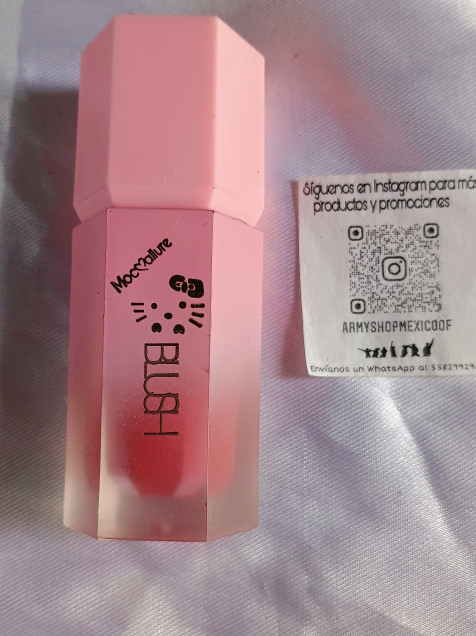 Mocallure
BLUSH
Síguenos en Instagram para más
productos y promociones
ARMYSHOPMEXICOOF
Envíanos un WhatsApp al